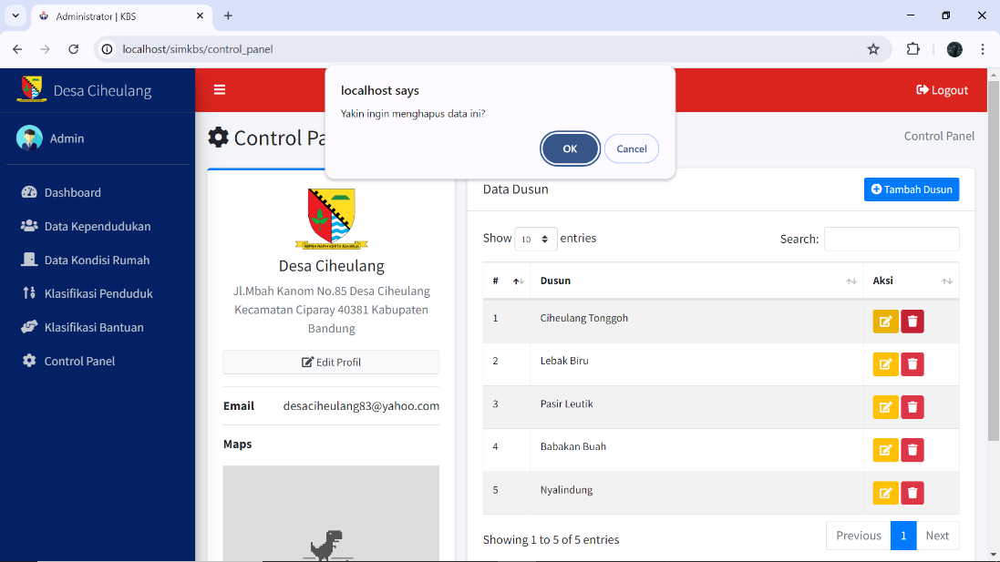 Administrator | KBS
localhost/simkbs/control_panel
Desa Ciheulang
Logout
localhost says
Yakin ingin menghapus data ini?
OK
Cancel
Admin
Control Pa
Control Panel
Dashboard
Data Kependudukan
Data Kondisi Rumah
Klasifikasi Penduduk
Klasifikasi Bantuan
Control Panel
Desa Ciheulang
Jl.Mbah Kanom No.85 Desa Ciheulang
Kecamatan Ciparay 40381 Kabupaten
Bandung
Edit Profil
Email desaciheulang83@yahoo.com
Maps
Data Dusun
Tambah Dusun
Show 10 entries
Search:
# Dusun Aksi
1 Ciheulang Tonggoh
2 Lebak Biru
3 Pasir Leutik
4 Babakan Buah
5 Nyalindung
Showing 1 to 5 of 5 entries
Previous 1 Next